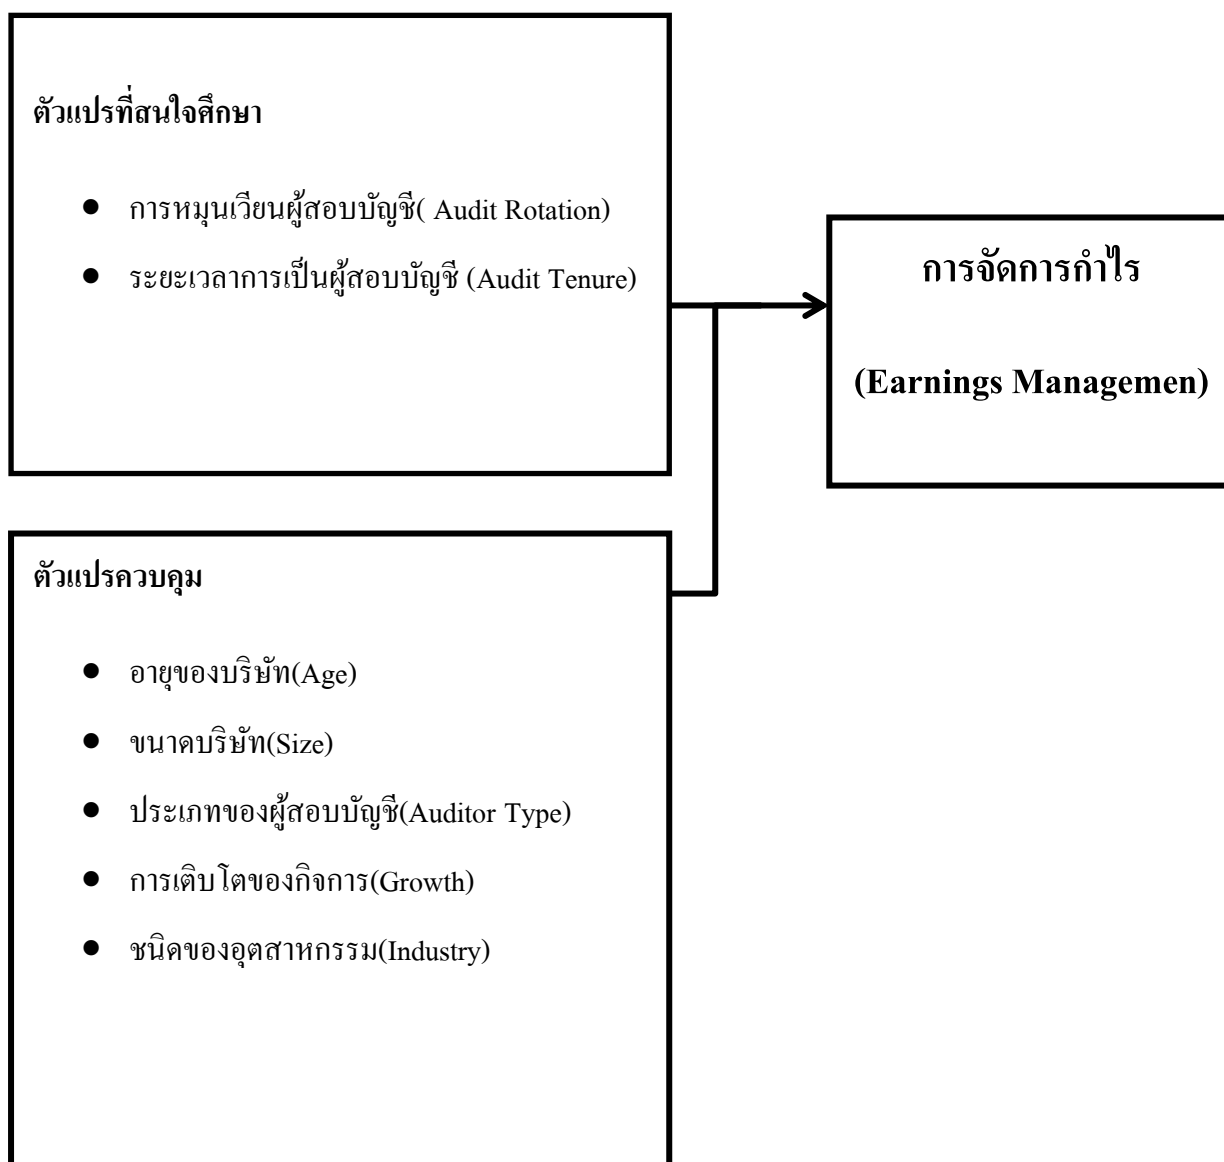 ตัวแปรที่สนใจศึกษา
● การหมุนเวียนผู้สอบบัญชี( Audit Rotation)
● ระยะเวลาการเป็นผู้สอบบัญชี (Audit Tenure)
การจัดการกำไร
(Earnings Managemen)
ตัวแปรควบคุม
● อายุของบริษัท(Age)
● ขนาดบริษัท(Size)
● ประเภทของผู้สอบบัญชี(Auditor Type)
● การเติบโตของกิจการ(Growth)
● ชนิดของอุตสาหกรรม(Industry)